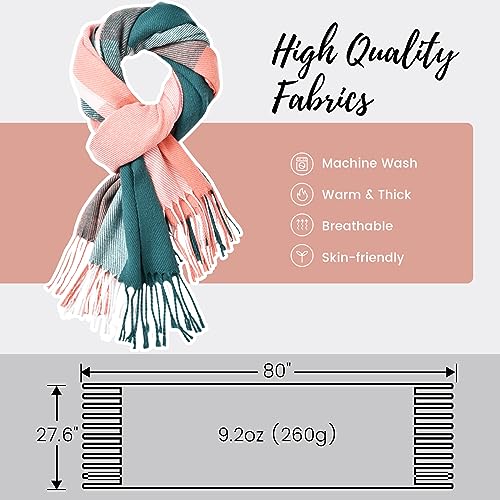 High Quality
Fabrics
Machine Wash
Warm & Thick
Breathable
Skin-friendly
80"
27.6"
9.2oz (260g)